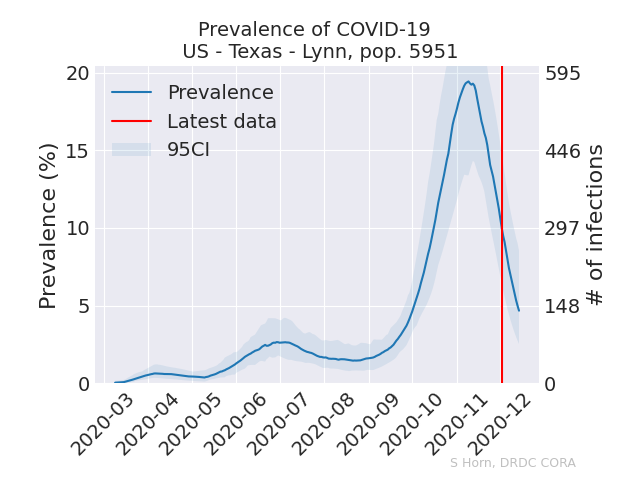 Prevalence of COVID-19
US - Texas - Lynn, pop. 5951
Prevalence
Latest data
95CI
Prevalence (%)
20
15
10
5
0
# of infections
595
446
297
148
0
2020-03
2020-04
2020-05
2020-06
2020-07
2020-08
2020-09
2020-10
2020-11
2020-12
S Horn, DRDC CORA